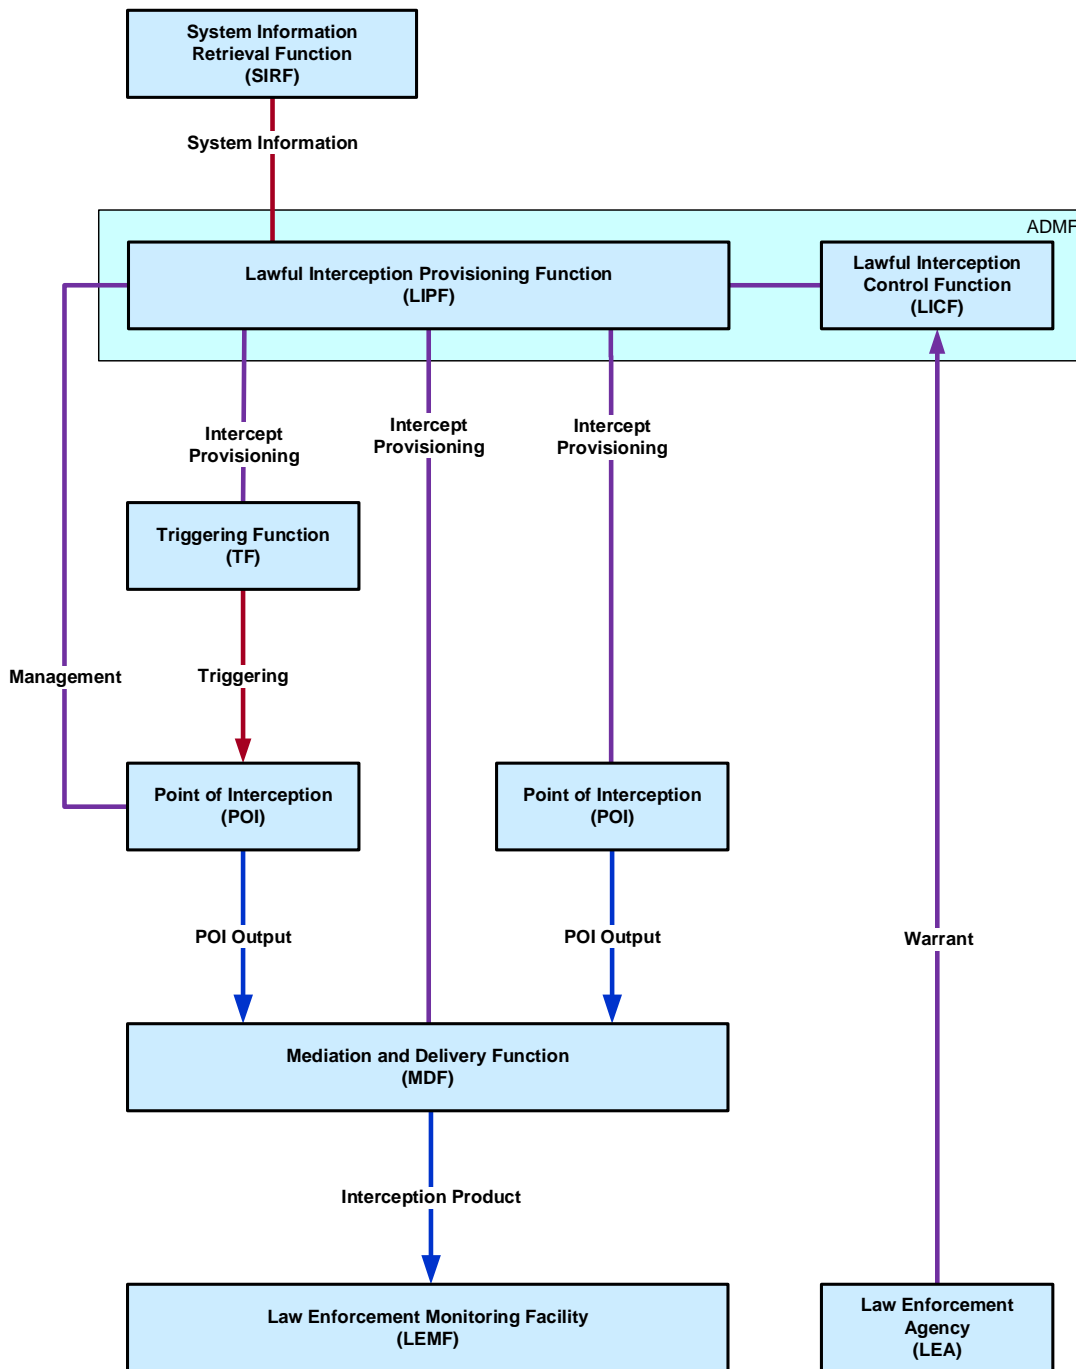 System Information
Retrieval Function
(SIRF)
System Information
ADMF
Lawful Interception Provisioning Function
(LIPF)
Lawful Interception
Control Function
(LICF)
Intercept
Provisioning
Intercept
Provisioning
Intercept
Provisioning
Triggering Function
(TF)
Management
Triggering
Point of Interception
(POI)
Point of Interception
(POI)
POI Output
POI Output
Warrant
Mediation and Delivery Function
(MDF)
Interception Product
Law Enforcement Monitoring Facility
(LEMF)
Law Enforcement
Agency
(LEA)